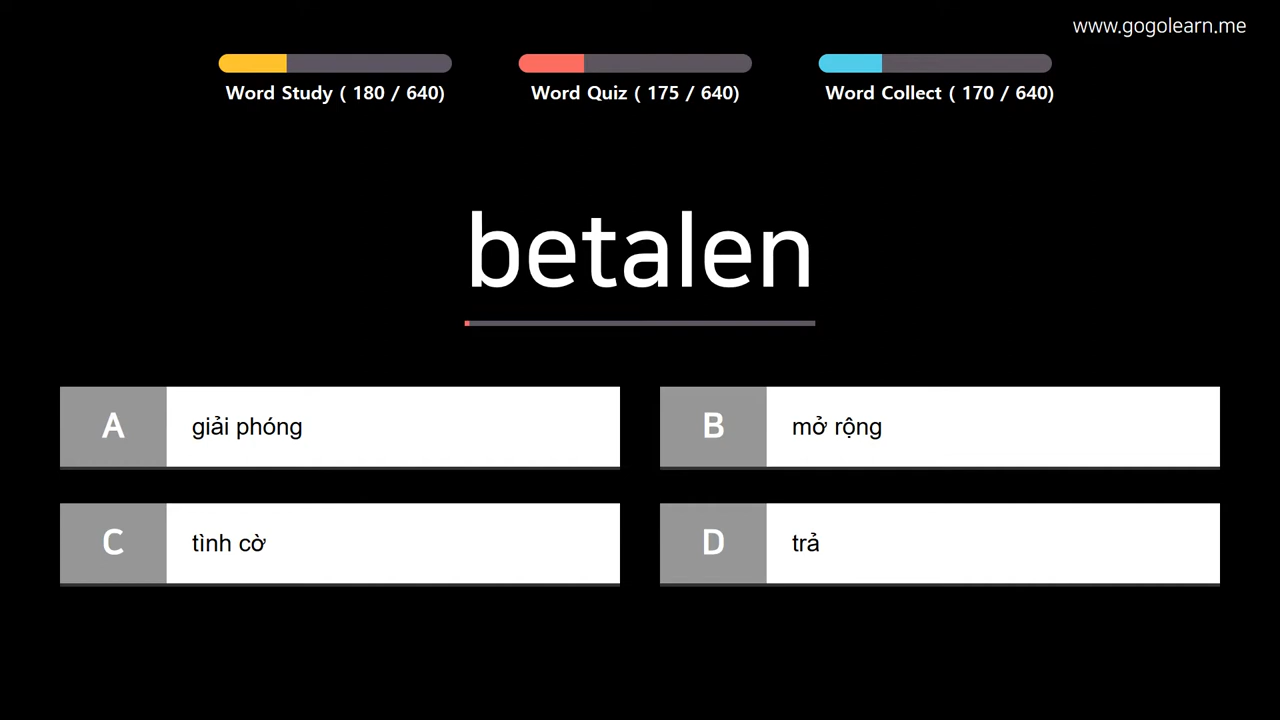 www.gogolearn.me
Word Study ( 180 / 640)
Word Quiz ( 175 / 640)
Word Collect ( 170 / 640)
betalen
A giải phóng
B mở rộng
C tình cờ
D trả